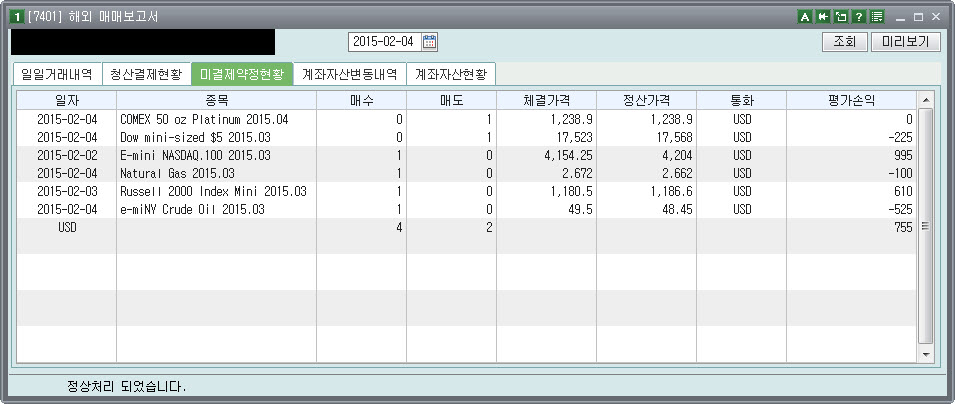 1 [7401] 해외 매매보고서
A ?
2015-02-04 조회 미리보기
일일거래내역 청산결제현황 미결제약정현황 계좌자산변동내역 계좌자산현황
일자 종목 매수 매도 체결가격 정산가격 통화 평가손익
2015-02-04 COMEX 50 oz Platinum 2015.04 0 1 1,238.9 1,238.9 USD 0
2015-02-04 Dow mini-sized $5 2015.03 0 1 17,523 17,568 USD -225
2015-02-02 E-mini NASDAQ.100 2015.03 1 0 4,154.25 4,204 USD 995
2015-02-04 Natural Gas 2015.03 1 0 2.672 2.662 USD -100
2015-02-03 Russell 2000 Index Mini 2015.03 1 0 1,180.5 1,186.6 USD 610
2015-02-04 e-miNY Crude Oil 2015.03 1 0 49.5 48.45 USD -525
USD 4 2 755
정상처리 되었습니다.